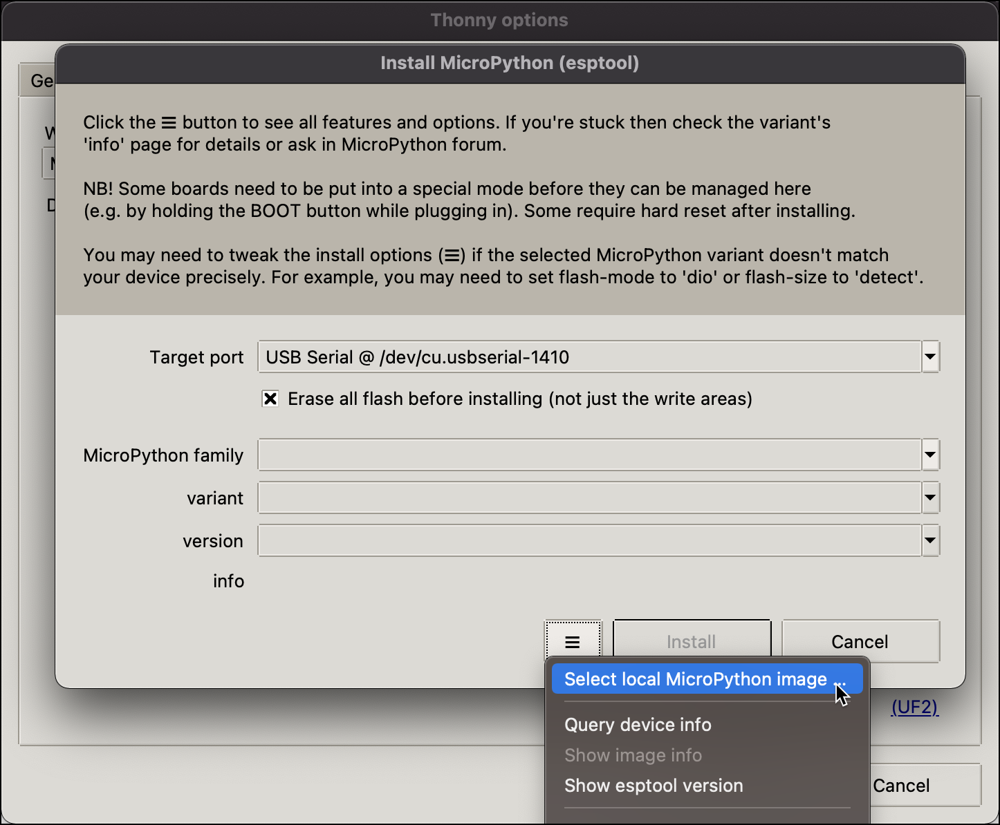 Thonny options
Install MicroPython (esptool)
Ge
Click the ≡ button to see all features and options. If you're stuck then check the variant's
'info' page for details or ask in MicroPython forum.
NB! Some boards need to be put into a special mode before they can be managed here
(e.g. by holding the BOOT button while plugging in). Some require hard reset after installing.
You may need to tweak the install options (≡) if the selected MicroPython variant doesn't match
your device precisely. For example, you may need to set flash-mode to 'dio' or flash-size to 'detect'.
Target port USB Serial @ /dev/cu.usbserial-1410
Erase all flash before installing (not just the write areas)
MicroPython family
variant
version
info
≡ Install Cancel
Select local MicroPython image ...
(UF2)
Query device info
Show image info
Show esptool version
Cancel